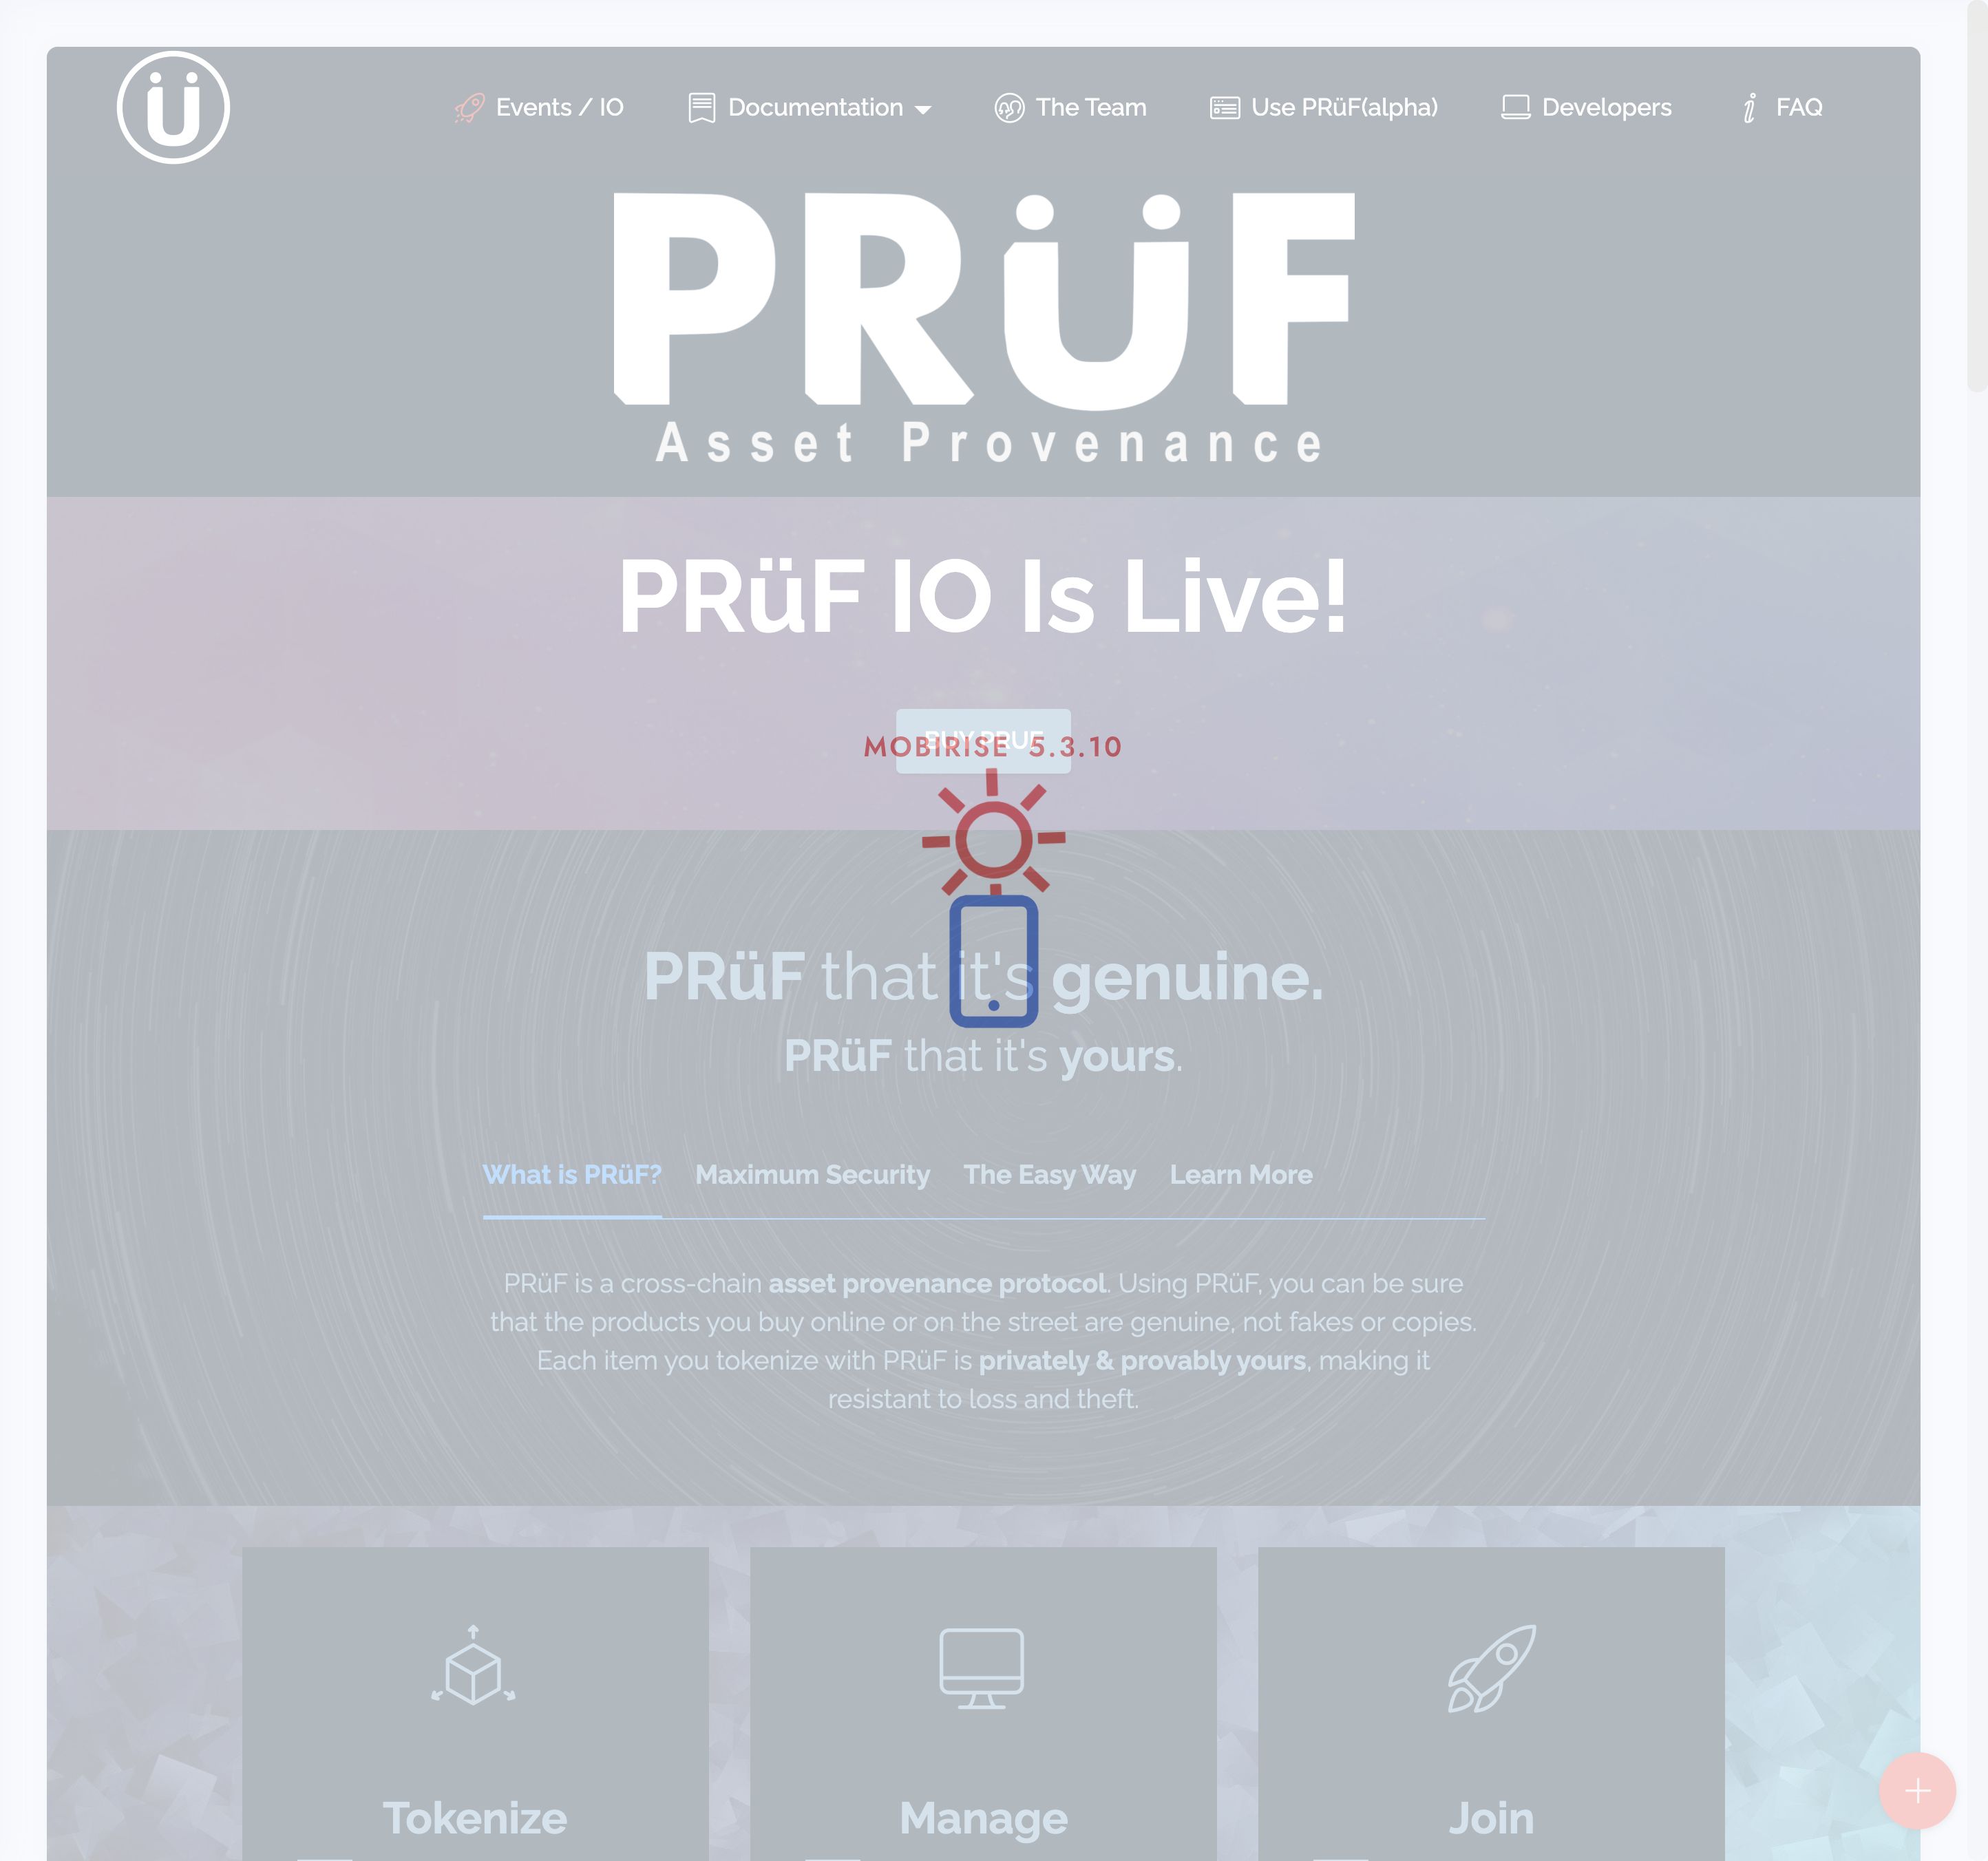 Ü
Events / IO
Documentation
The Team
Use PRüF(alpha)
Developers
FAQ
PRÜF
Asset Provenance
PRüF IO Is Live!
BUY PRUF
MOBIRISE 5.3.10
PRüF that it's genuine.
PRüF that it's yours.
What is PRüF?
Maximum Security
The Easy Way
Learn More
PRüF is a cross-chain asset provenance protocol. Using PRüF, you can be sure
that the products you buy online or on the street are genuine, not fakes or copies.
Each item you tokenize with PRüF is privately & provably yours, making it
resistant to loss and theft.
Tokenize
Manage
Join